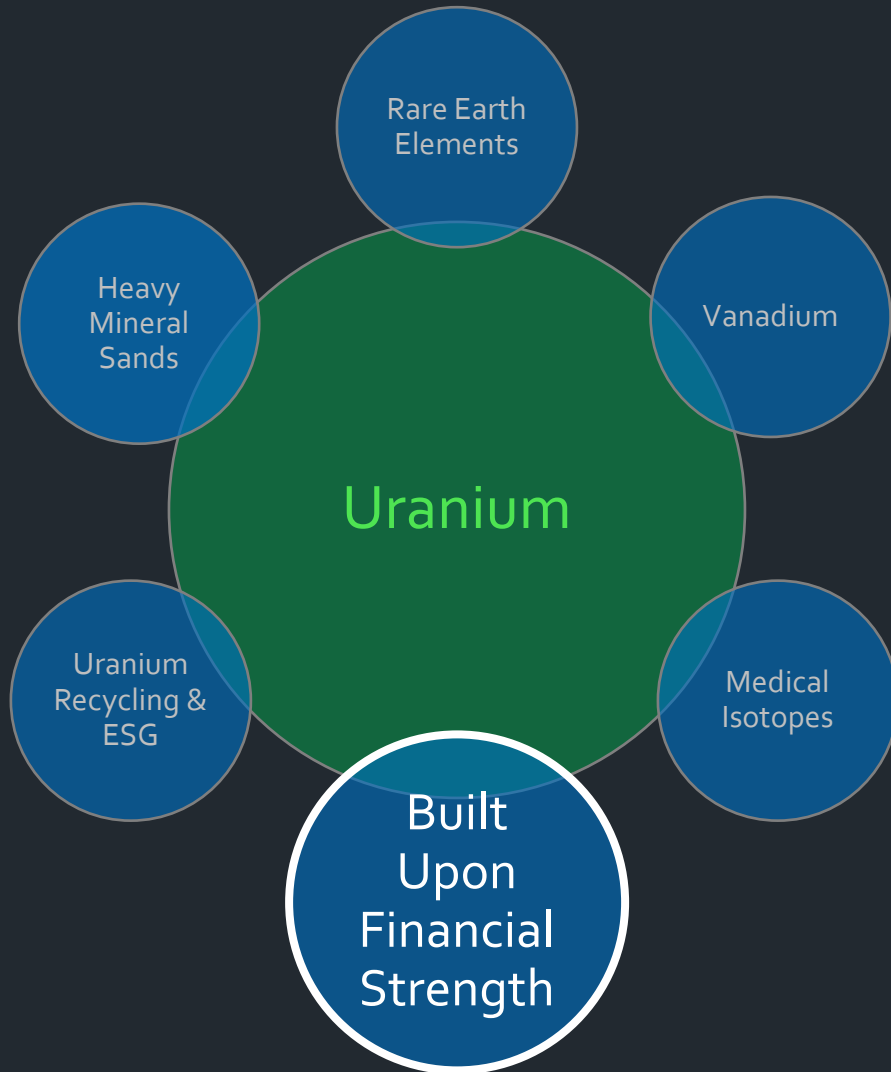 Rare Earth
Elements
Heavy
Mineral
Sands
Vanadium
Uranium
Uranium
Recycling &
ESG
Medical
Isotopes
Built
Upon
Financial
Strength